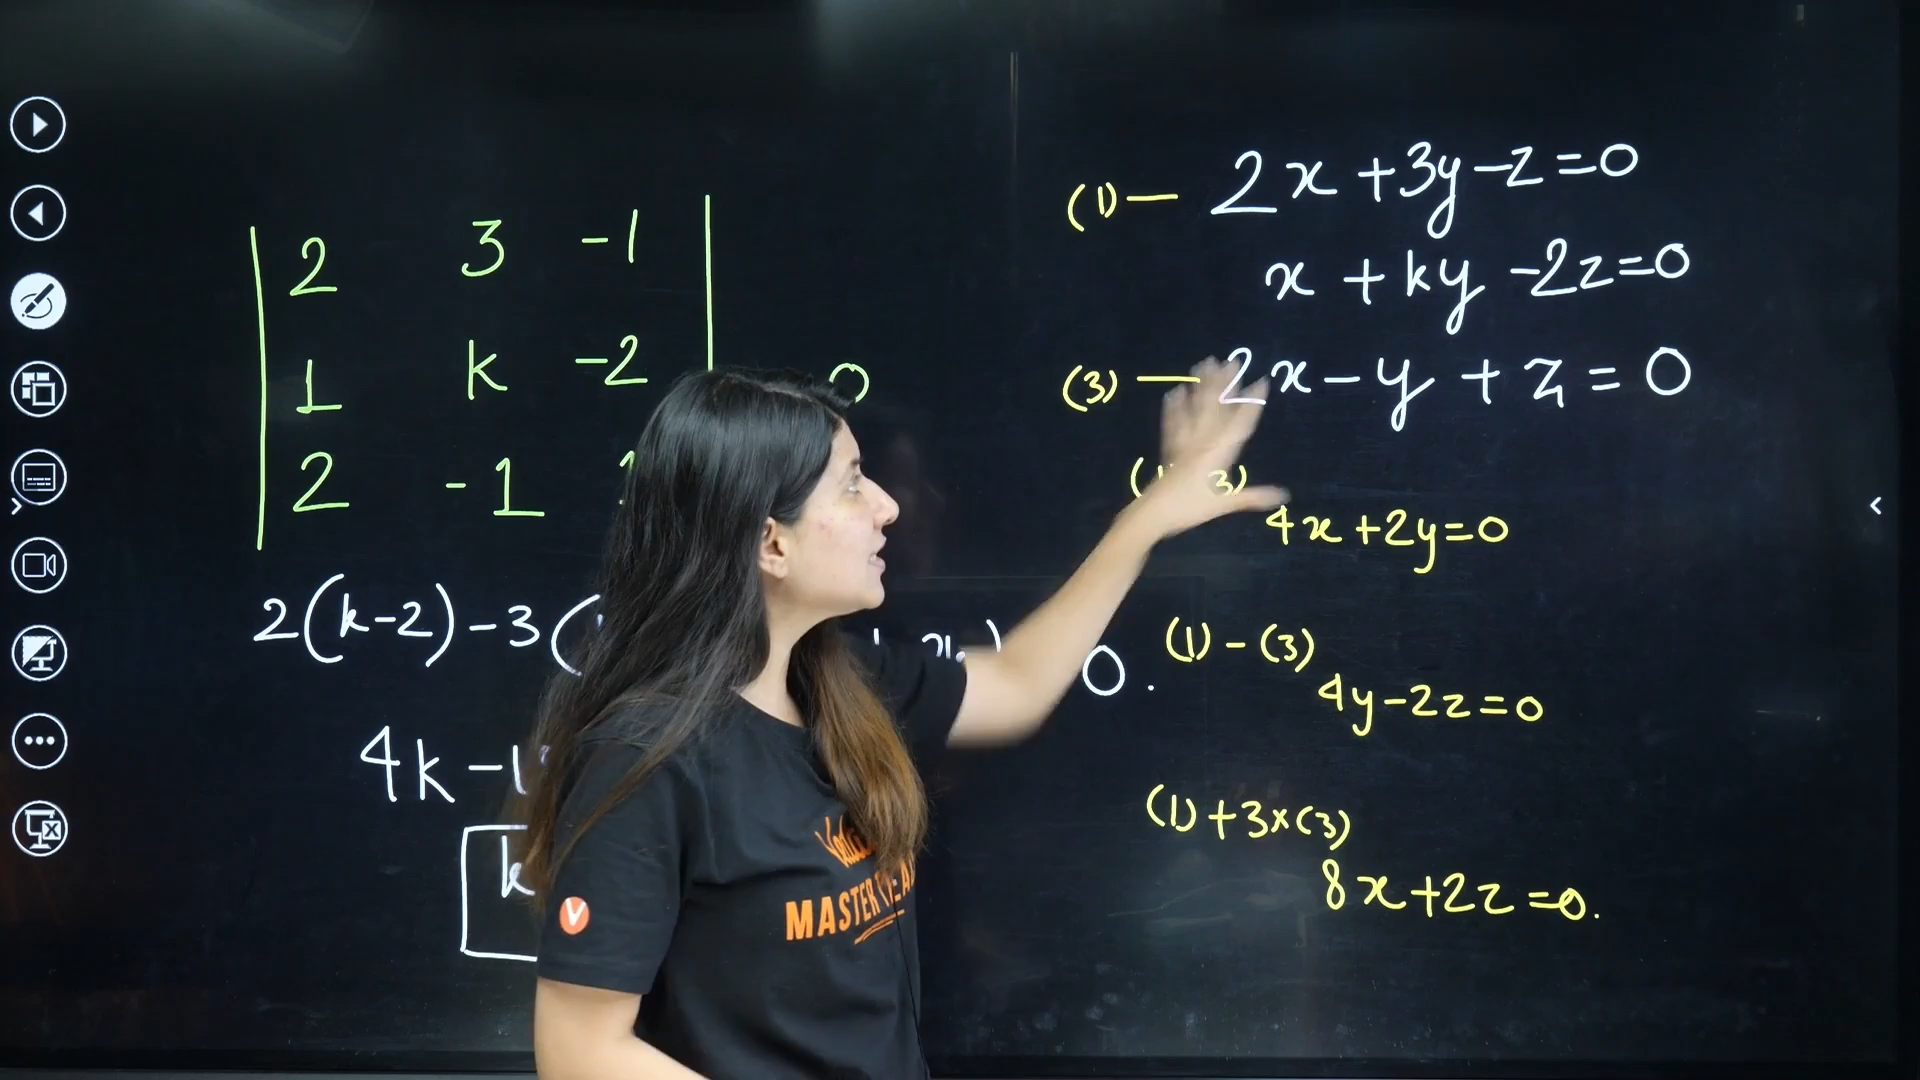 2 3 -1
1 k -2 0
2 -1
2(k-2)-3( 0.
4k-1
k
(1) — 2x+3y-z=0
x+ky-2z=0
(3) — 2x-y+z=0
3)
4x+2y=0
(1)-(3)
4y-2z=0
(1)+3×(3)
8x+2z=0.
V
MASTER